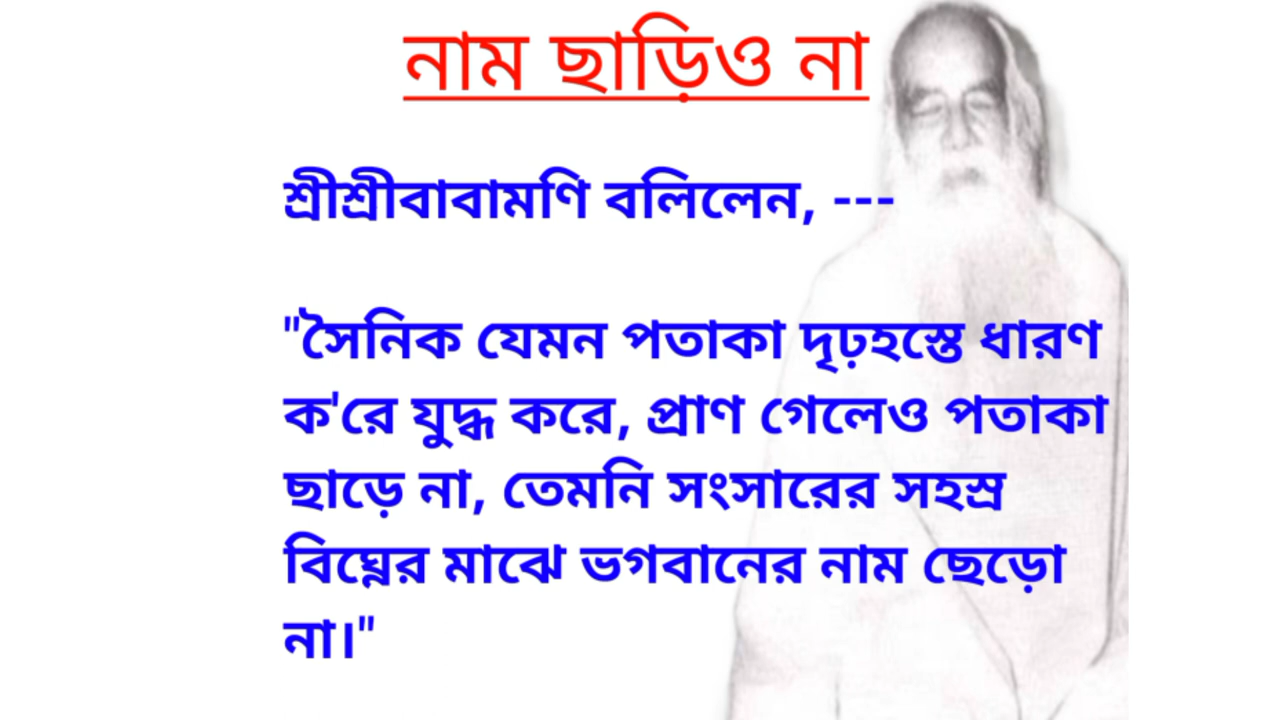 নাম ছাড়িও না
শ্রীশ্রীবাবামণি বলিলেন, ---
"সৈনিক যেমন পতাকা দৃঢ়হস্তে ধারণ
ক'রে যুদ্ধ করে, প্রাণ গেলেও পতাকা
ছাড়ে না, তেমনি সংসারের সহস্র
বিঘ্নের মাঝে ভগবানের নাম ছেড়ো
না।"